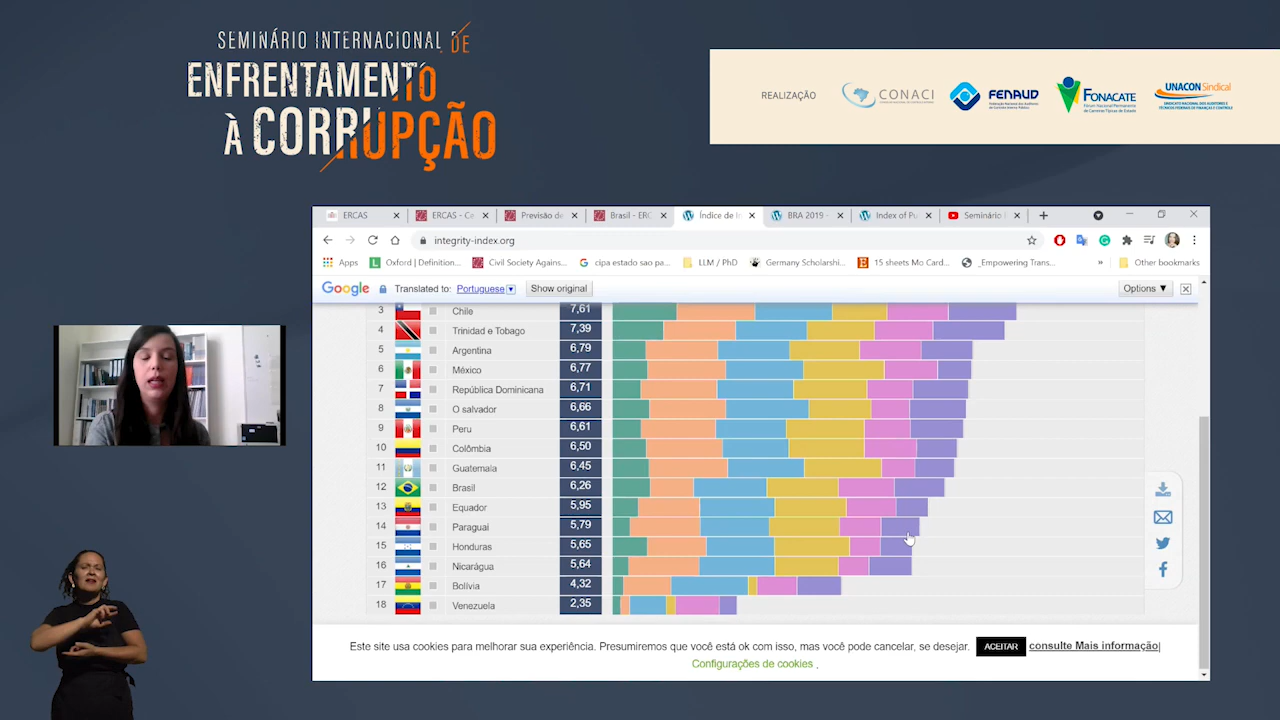 SEMINÁRIO INTERNACIONAL DE
ENFRENTAMENTO
À CORRUPÇÃO
REALIZAÇÃO
CONACI
FENAUD
FONACATE
UNACON Sindical
ERCAS
ERCAS - Ce
Previsão de
Brasil - ERC
Índice de In
BRA 2019 -
Index of Pu
Seminário I
integrity-index.org
Apps
Oxford | Definition...
Civil Society Agains...
cipa estado sao pa...
LLM / PhD
Germany Scholarshi...
15 sheets Mo Card...
_Empowering Trans...
»
Other bookmarks
Google
Translated to: Portuguese
Show original
Options ▼
3 Chile 7,61
4 Trinidad e Tobago 7,39
5 Argentina 6,79
6 México 6,77
7 República Dominicana 6,71
8 O salvador 6,66
9 Peru 6,61
10 Colômbia 6,50
11 Guatemala 6,45
12 Brasil 6,26
13 Equador 5,95
14 Paraguai 5,79
15 Honduras 5,65
16 Nicarágua 5,64
17 Bolívia 4,32
18 Venezuela 2,35
Este site usa cookies para melhorar sua experiência. Presumiremos que você está ok com isso, mas você pode cancelar, se desejar. ACEITAR consulte Mais informação|
Configurações de cookies .